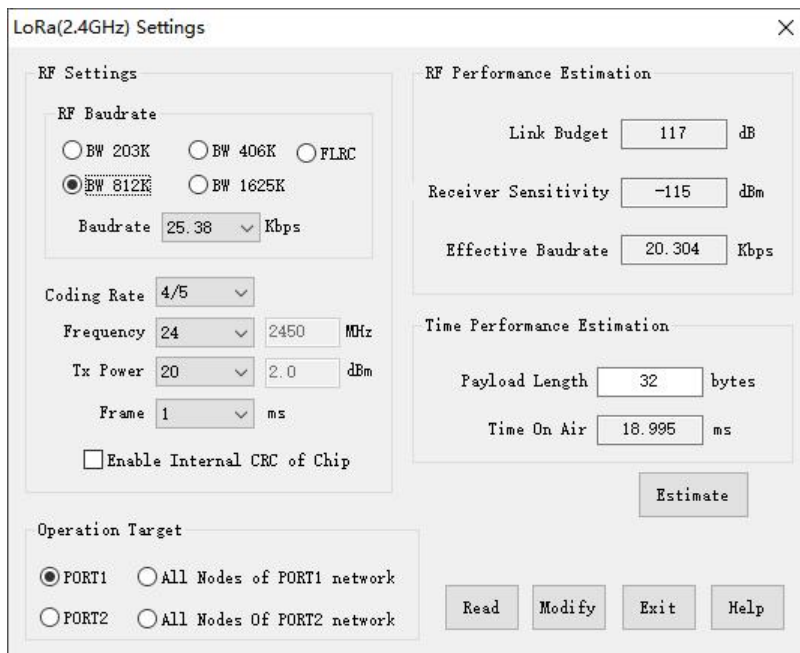 LoRa(2.4GHz) Settings
RF Settings
RF Baudrate
BW 203K BW 406K FLRC
BW 812K BW 1625K
Baudrate 25.38 Kbps
Coding Rate 4/5
Frequency 24 2450 MHz
Tx Power 20 2.0 dBm
Frame 1 ms
Enable Internal CRC of Chip
Operation Target
PORT1 All Nodes of PORT1 network
PORT2 All Nodes Of PORT2 network
RF Performance Estimation
Link Budget 117 dB
Receiver Sensitivity -115 dBm
Effective Baudrate 20.304 Kbps
Time Performance Estimation
Payload Length 32 bytes
Time On Air 18.995 ms
Estimate
Read Modify Exit Help